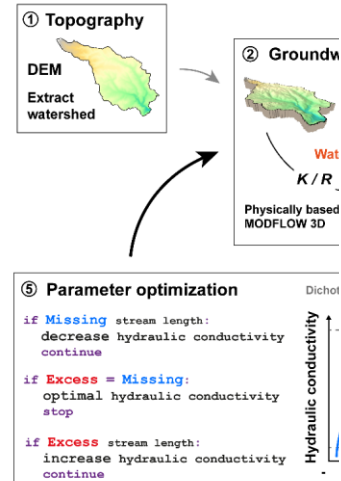 ① Topography
DEM
Extract
watershed
② Groundw
Wat
K / R
Physically based
MODFLOW 3D
⑤ Parameter optimization
Dichot
if Missing stream length:
decrease hydraulic conductivity
continue
if Excess = Missing:
optimal hydraulic conductivity
stop
if Excess stream length:
increase hydraulic conductivity
continue
Hydraulic conductivity
-